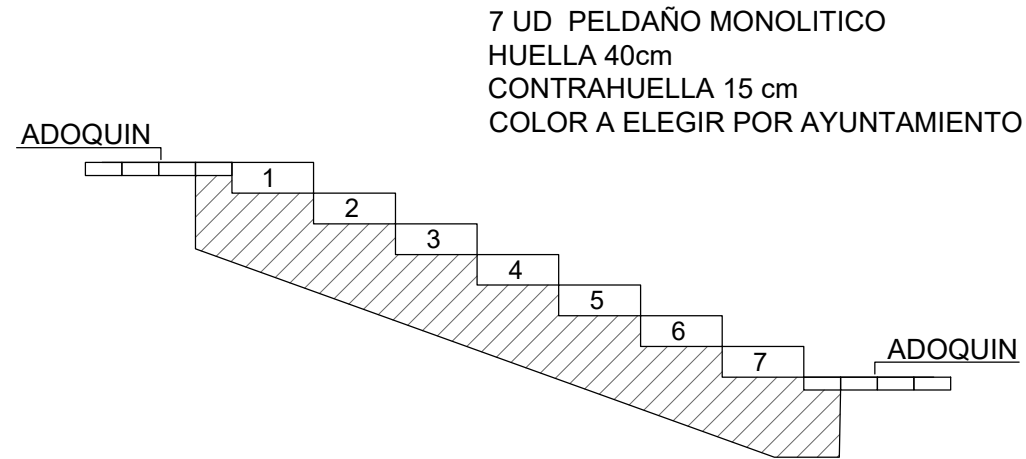 7 UD PELDAÑO MONOLITICO
HUELLA 40cm
CONTRAHUELLA 15 cm
COLOR A ELEGIR POR AYUNTAMIENTO
ADOQUIN
1
2
3
4
5
6
7
ADOQUIN